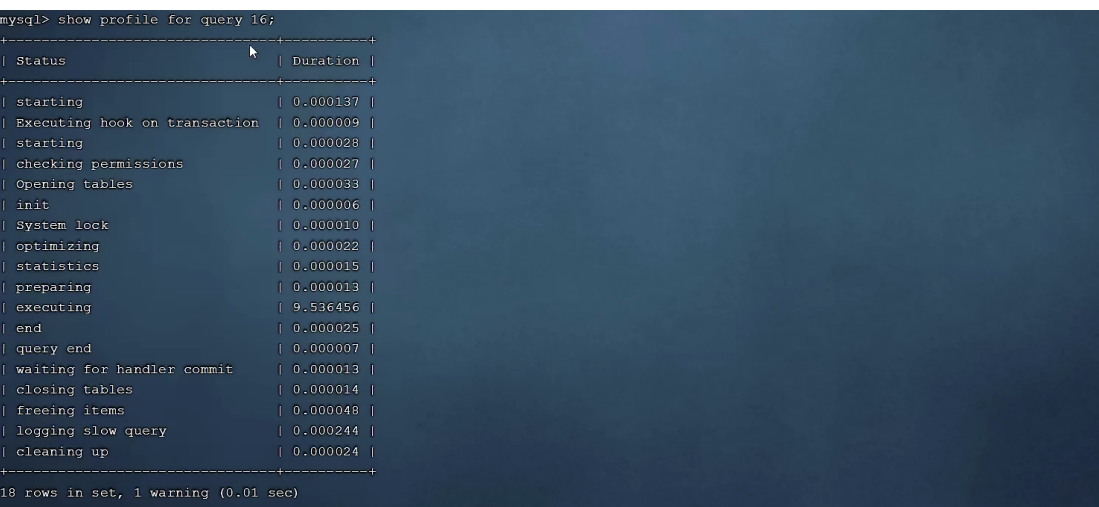 mysql> show profile for query 16;
+--------------------------------+----------+
| Status                         | Duration |
+--------------------------------+----------+
| starting                       | 0.000137 |
| Executing hook on transaction  | 0.000009 |
| starting                       | 0.000028 |
| checking permissions           | 0.000027 |
| Opening tables                 | 0.000033 |
| init                           | 0.000006 |
| System lock                    | 0.000010 |
| optimizing                     | 0.000022 |
| statistics                     | 0.000015 |
| preparing                      | 0.000013 |
| executing                      | 9.536456 |
| end                            | 0.000025 |
| query end                      | 0.000007 |
| waiting for handler commit     | 0.000013 |
| closing tables                 | 0.000014 |
| freeing items                  | 0.000048 |
| logging slow query             | 0.000244 |
| cleaning up                    | 0.000024 |
+--------------------------------+----------+
18 rows in set, 1 warning (0.01 sec)